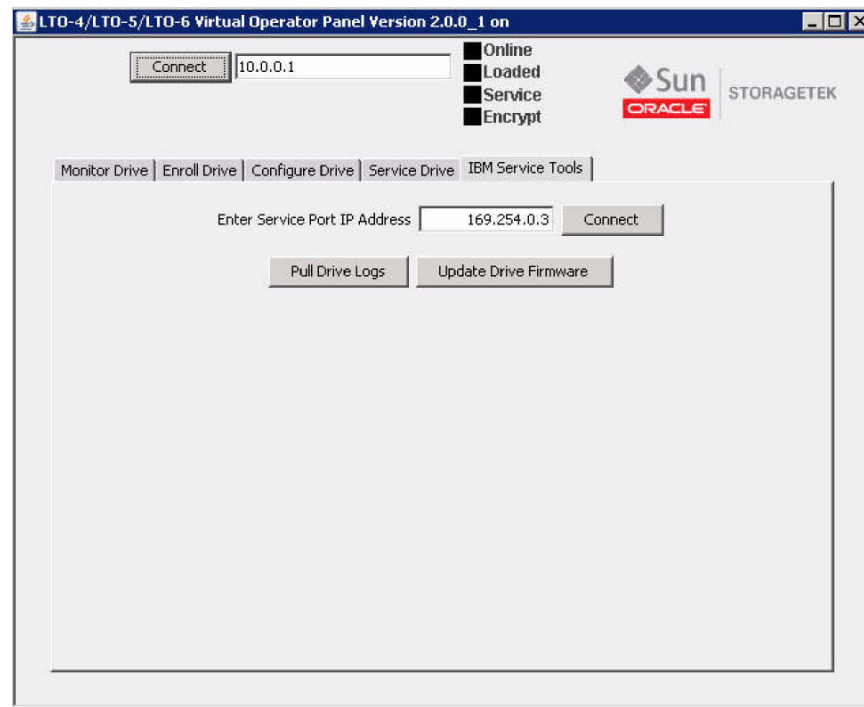 LTO-4/LTO-5/LTO-6 Virtual Operator Panel Version 2.0.0_1 on
Connect 10.0.0.1
Online
Loaded
Service
Encrypt
Sun
ORACLE
STORAGETEK
Monitor Drive Enroll Drive Configure Drive Service Drive IBM Service Tools
Enter Service Port IP Address 169.254.0.3 Connect
Pull Drive Logs Update Drive Firmware